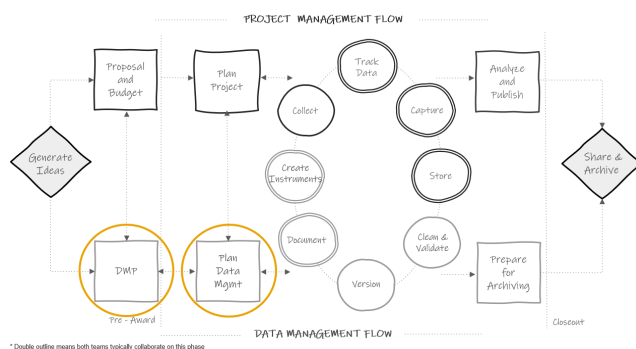 PROJECT MANAGEMENT FLOW
Proposal
and
Budget
Plan
Project
Track
Data
Analyze
and
Publish
Collect
Capture
Generate
Ideas
Create
Instruments
Store
Share &
Archive
Document
Clean &
Validate
DMP
Plan
Data
Mgmt
Version
Prepare
for
Archiving
Pre - Award
Closeout
DATA MANAGEMENT FLOW
* Double outline means both teams typically collaborate on this phase